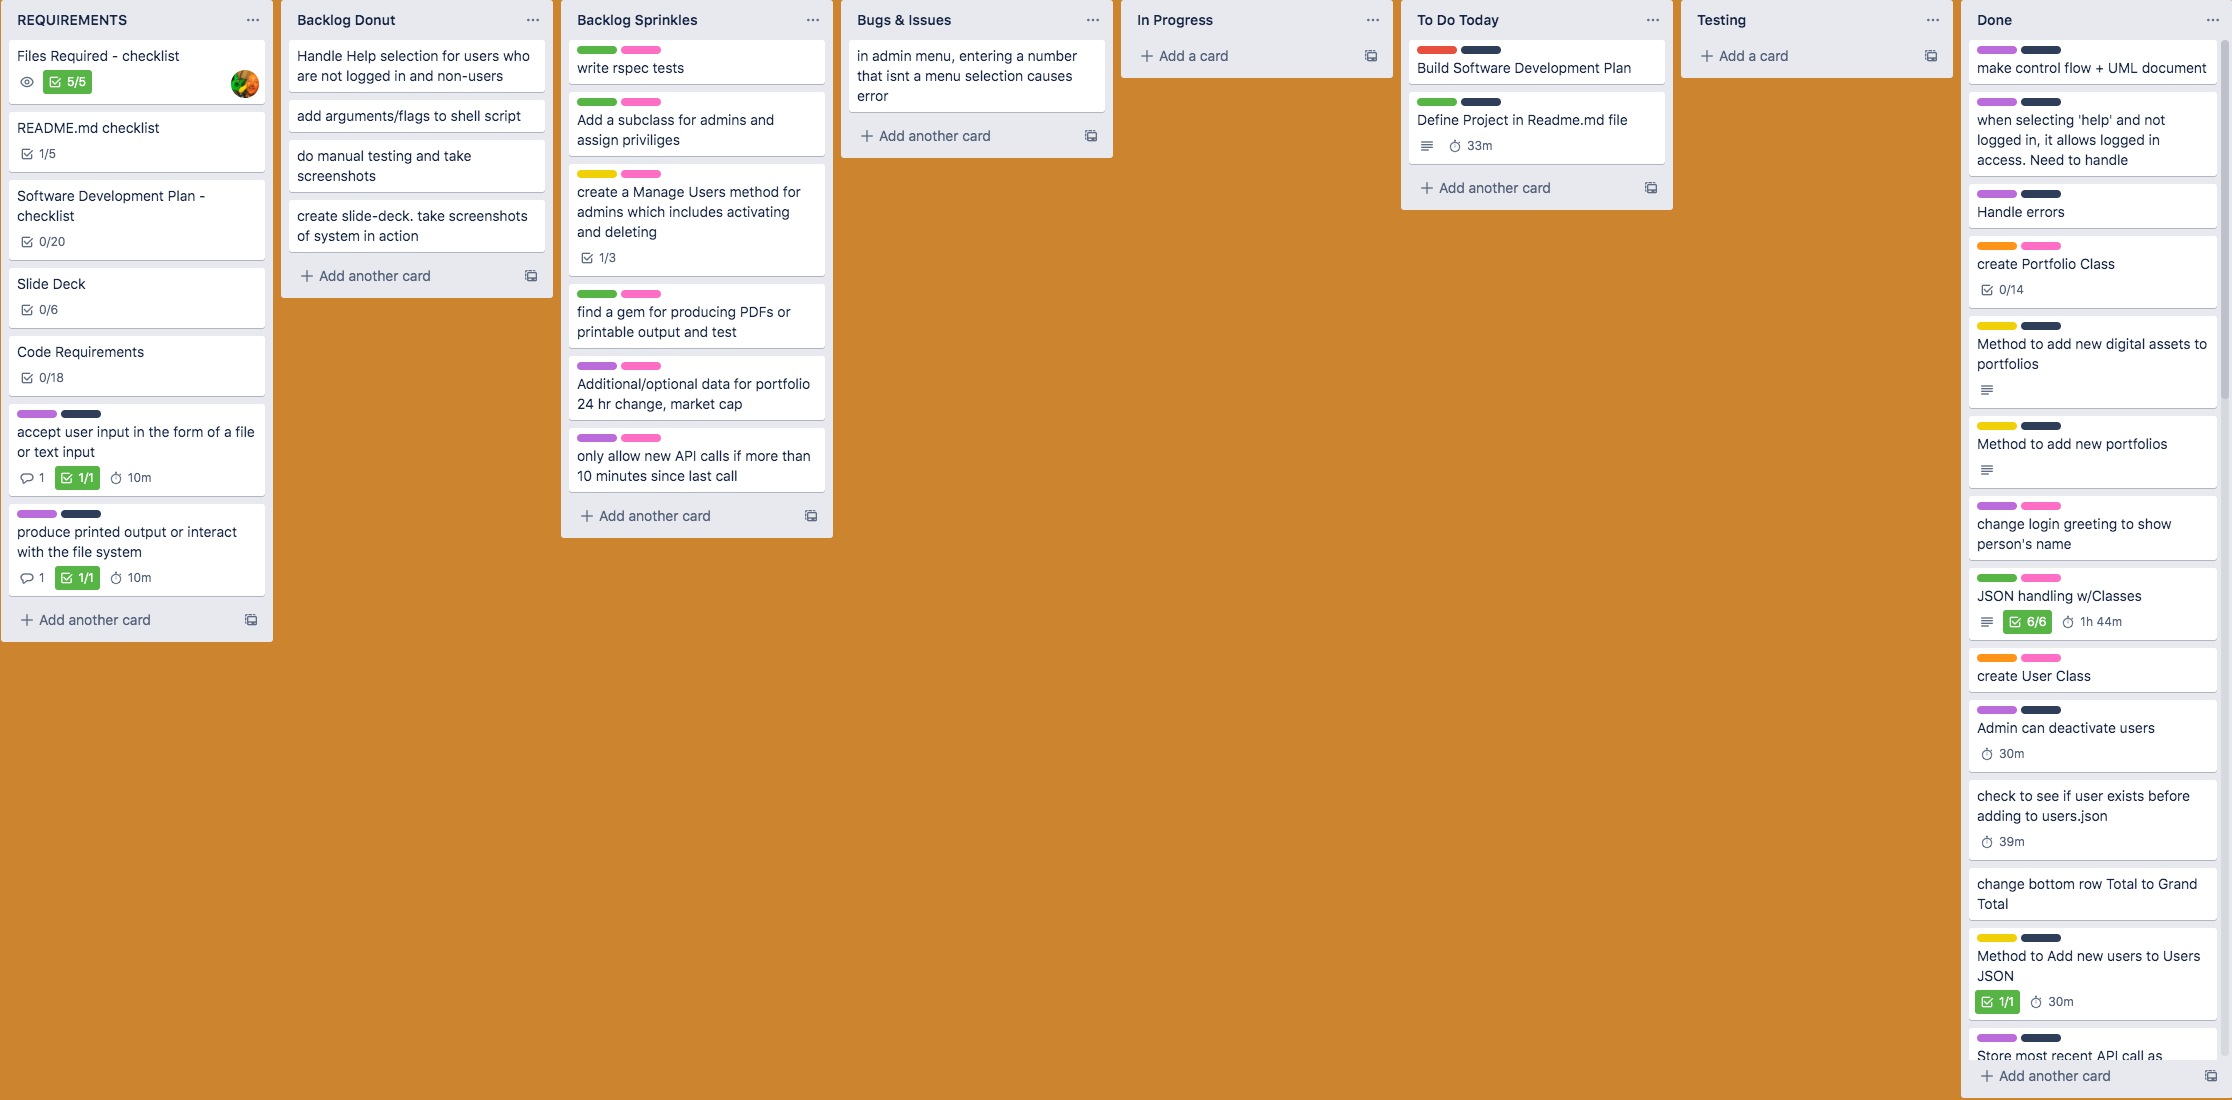 REQUIREMENTS
Files Required - checklist
5/5
README.md checklist
1/5
Software Development Plan -
checklist
0/20
Slide Deck
0/6
Code Requirements
0/18
accept user input in the form of a file
or text input
1 1/1 10m
produce printed output or interact
with the file system
1 1/1 10m
Add another card
Backlog Donut
Handle Help selection for users who
are not logged in and non-users
add arguments/flags to shell script
do manual testing and take
screenshots
create slide-deck. take screenshots
of system in action
Add another card
Backlog Sprinkles
write rspec tests
Add a subclass for admins and
assign priviliges
create a Manage Users method for
admins which includes activating
and deleting
1/3
find a gem for producing PDFs or
printable output and test
Additional/optional data for portfolio
24 hr change, market cap
only allow new API calls if more than
10 minutes since last call
Add another card
Bugs & Issues
in admin menu, entering a number
that isnt a menu selection causes
error
Add another card
In Progress
Add a card
To Do Today
Build Software Development Plan
Define Project in Readme.md file
33m
Add another card
Testing
Add a card
Done
make control flow + UML document
when selecting 'help' and not
logged in, it allows logged in
access. Need to handle
Handle errors
create Portfolio Class
0/14
Method to add new digital assets to
portfolios
Method to add new portfolios
change login greeting to show
person's name
JSON handling w/Classes
6/6 1h 44m
create User Class
Admin can deactivate users
30m
check to see if user exists before
adding to users.json
39m
change bottom row Total to Grand
Total
Method to Add new users to Users
JSON
1/1 30m
Store most recent API call as
Add another card